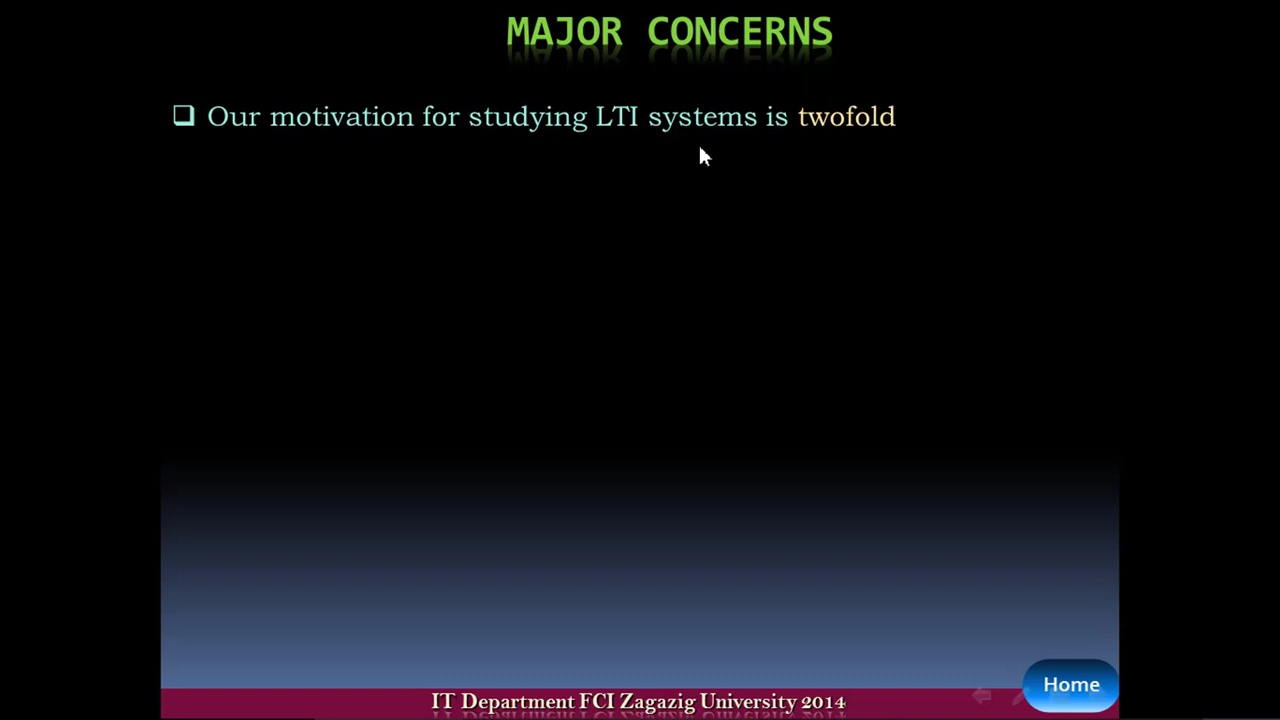 MAJOR CONCERNS
Our motivation for studying LTI systems is twofold
IT Department FCI Zagazig University 2014
Home